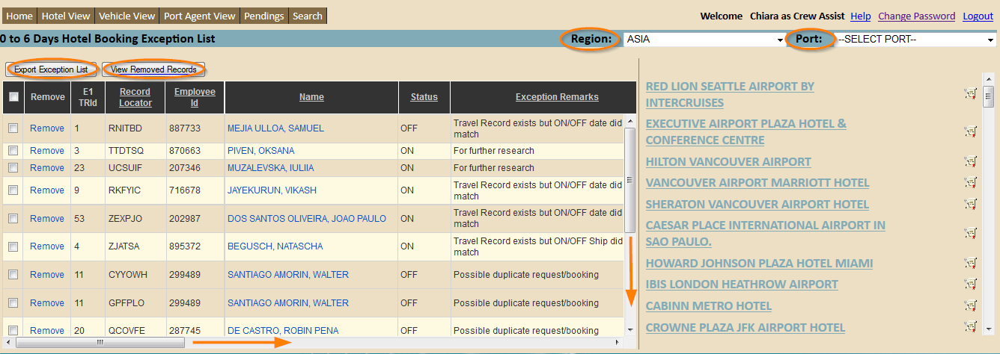 Home Hotel View Vehicle View Port Agent View Pendings Search Welcome Chiara as Crew Assist Help Change Password Logout
0 to 6 Days Hotel Booking Exception List Region: ASIA Port: --SELECT PORT--
Export Exception List View Removed Records
Remove E1 TRId Record Locator Employee Id Name Status Exception Remarks
Remove 1 RNITBD 887733 MEJIA ULLOA, SAMUEL OFF Travel Record exists but ON/OFF date did
match
Remove 3 TTDTSQ 870663 PIVEN, OKSANA ON For further research
Remove 23 UCSUIF 207346 MUZALEVSKA, IULIIA ON For further research
Remove 9 RKFYIC 716678 JAYEKURUN, VIKASH ON Travel Record exists but ON/OFF date did
match
Remove 53 ZEXPJO 202987 DOS SANTOS OLIVEIRA, JOAO PAULO ON Travel Record exists but ON/OFF date did
match
Remove 4 ZJATSA 895372 BEGUSCH, NATASCHA ON Travel Record exists but ON/OFF Ship did
match
Remove 11 CYYOWH 299489 SANTIAGO AMORIN, WALTER OFF Possible duplicate request/booking
Remove 11 GPFPLO 299489 SANTIAGO AMORIN, WALTER OFF Possible duplicate request/booking
Remove 20 QCOVFE 287745 DE CASTRO, ROBIN PENA OFF Possible duplicate request/booking
RED LION SEATTLE AIRPORT BY
INTERCRUISES
EXECUTIVE AIRPORT PLAZA HOTEL &
CONFERENCE CENTRE
HILTON VANCOUVER AIRPORT
VANCOUVER AIRPORT MARRIOTT HOTEL
SHERATON VANCOUVER AIRPORT HOTEL
CAESAR PLACE INTERNATIONAL AIRPORT IN
SAO PAULO.
HOWARD JOHNSON PLAZA HOTEL MIAMI
IBIS LONDON HEATHROW AIRPORT
CABINN METRO HOTEL
CROWNE PLAZA JFK AIRPORT HOTEL